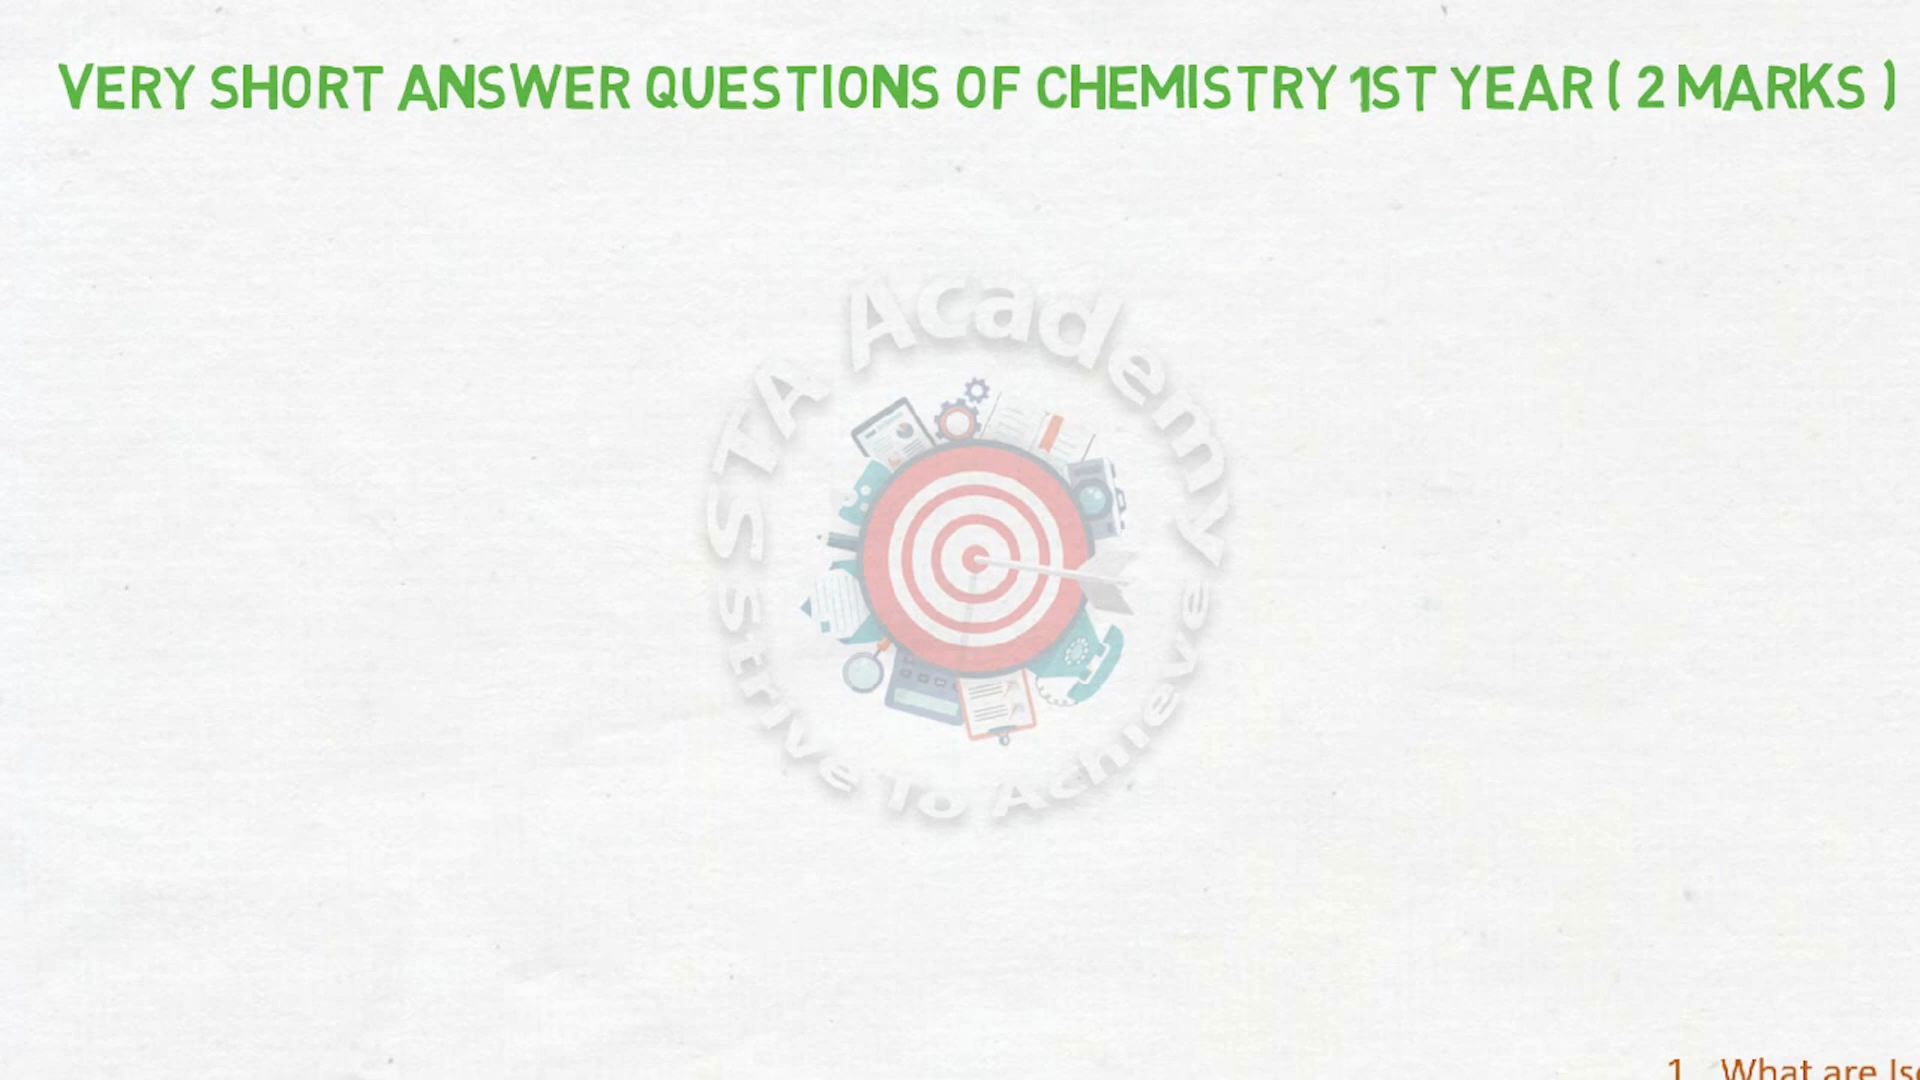 VERY SHORT ANSWER QUESTIONS OF CHEMISTRY 1ST YEAR ( 2 MARKS )
STA Academy
Strive To Achieve
1. What are